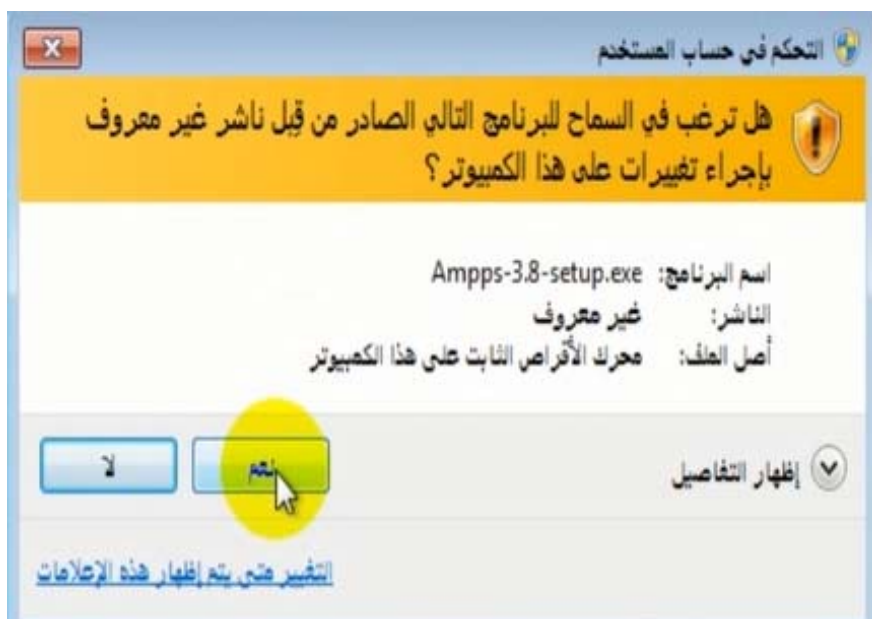 التحكم في حساب المستخدم
هل ترغب في السماح للبرنامج التالي الصادر من قِبل ناشر غير معروف
بإجراء تغييرات على هذا الكمبيوتر؟
اسم البرنامج: Ampps-3.8-setup.exe
الناشر: غير معروف
أصل الملف: محرك الأقراص الثابت على هذا الكمبيوتر
إظهار التفاصيل
نعم
لا
التغيير متى يتم إظهار هذه الإعلامات